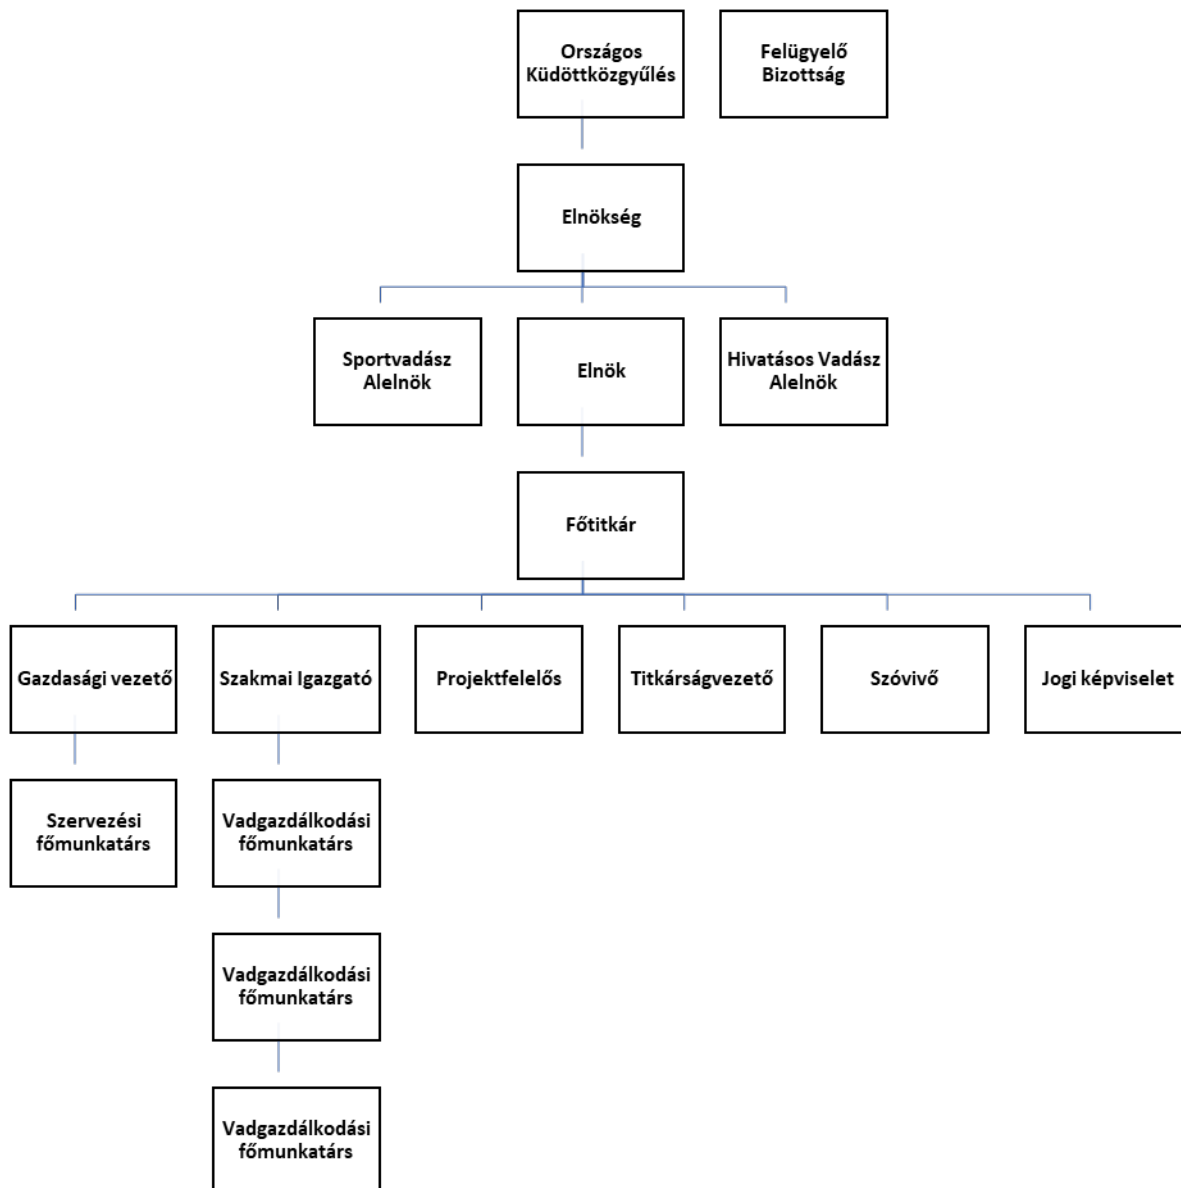 Országos
Küdöttközgyűlés
Felügyelő
Bizottság
Elnökség
Sportvadász
Alelnök
Elnök
Hivatásos Vadász
Alelnök
Főtitkár
Gazdasági vezető
Szakmai Igazgató
Projektfelelős
Titkárságvezető
Szóvivő
Jogi képviselet
Szervezési
főmunkatárs
Vadgazdálkodási
főmunkatárs
Vadgazdálkodási
főmunkatárs
Vadgazdálkodási
főmunkatárs